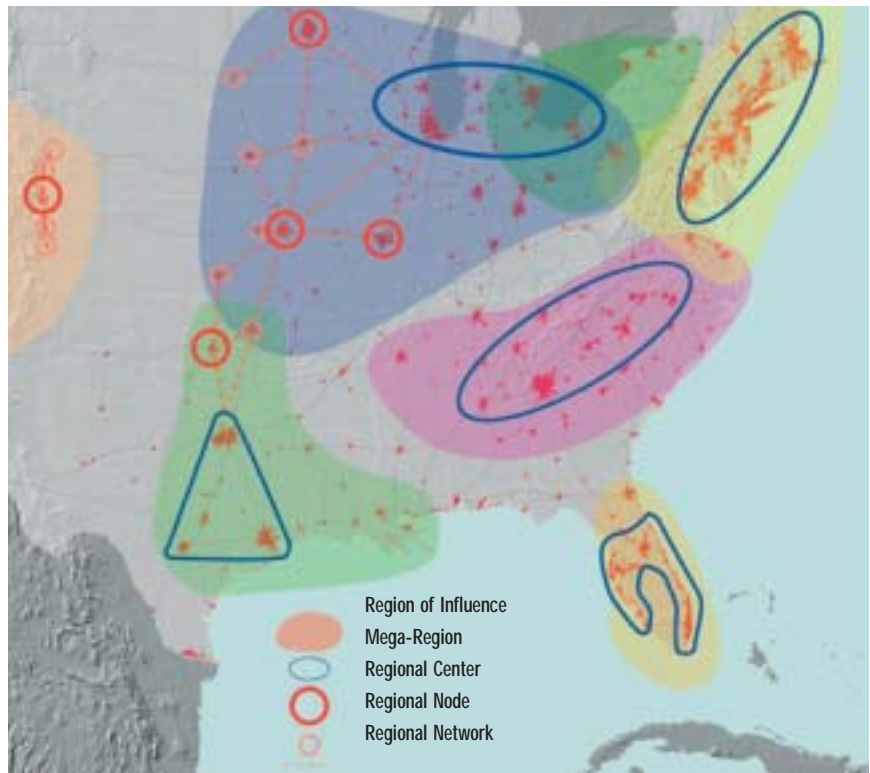 Region of Influence
Mega-Region
Regional Center
Regional Node
Regional Network